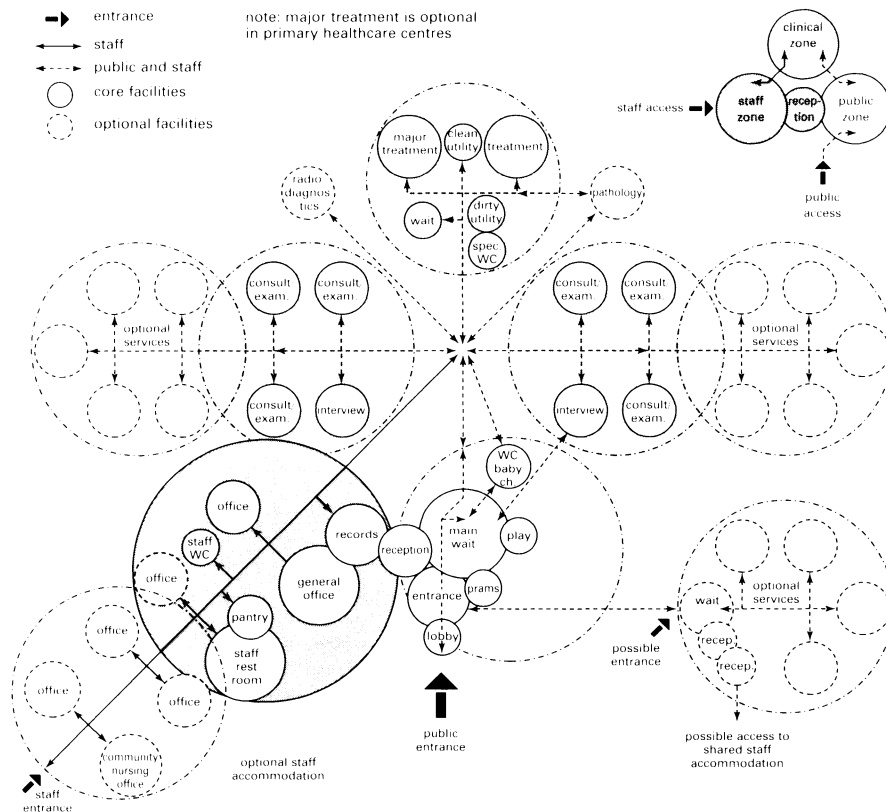 entrance
staff
public and staff
core facilities
optional facilities
note: major treatment is optional
in primary healthcare centres
clinical
zone
staff access
staff
zone
recep-
tion
public
zone
public
access
major
treatment
clean
utility
treatment
radio
diagnos
tics
pathology
wait
dirty
utility
spec.
WC
consult
exam.
consult/
exam.
consult/
exam.
consult/
exam.
optional
services
optional
services
consult/
exam.
interview
interview
consult/
exam.
WC
baby
ch.
office
records
reception
main
wait
play
staff
WC
office
general
office
entrance
prams
pantry
lobby
staff
rest
room
office
office
office
community
nursing
office
staff
entrance
optional staff
accommodation
public
entrance
optional
services
wait
recep.
recep.
possible
entrance
possible access to
shared staff
accommodation